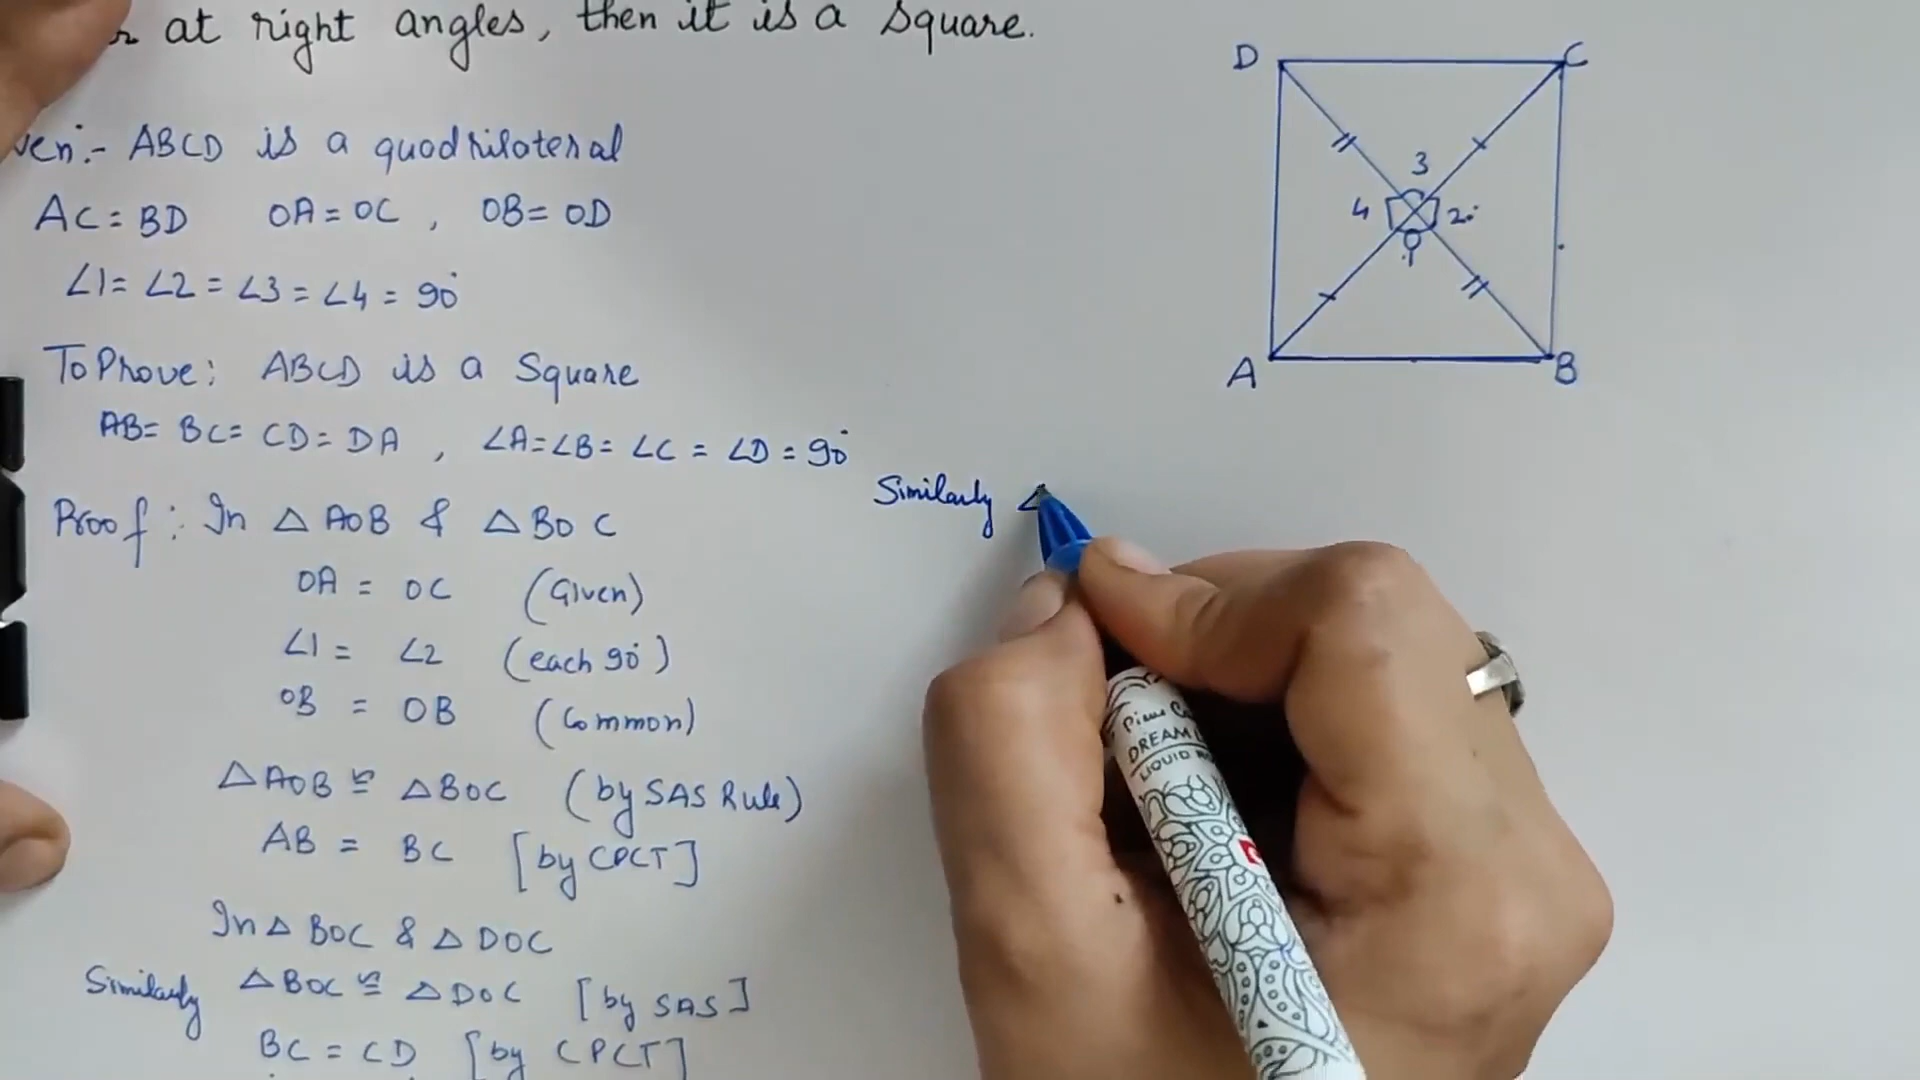 at right angles, then it is a square.
ven:- ABCD is a quadrilateral
AC = BD OA = OC , OB = OD
∠1 = ∠2 = ∠3 = ∠4 = 90°
To Prove: ABCD is a Square
AB = BC = CD = DA , ∠A = ∠B = ∠C = ∠D = 90°
Proof: In △ AOB & △ BOC
OA = OC (Given)
∠1 = ∠2 (each 90°)
OB = OB (Common)
△AOB ≅ △BOC (by SAS Rule)
AB = BC [by CPCT]
In △ BOC & △ DOC
Similarly △BOC ≅ △DOC [by SAS]
BC = CD [by CPCT]
Similarly △
D C
3
4 2
O
1
A B
DREAM
LIQUID